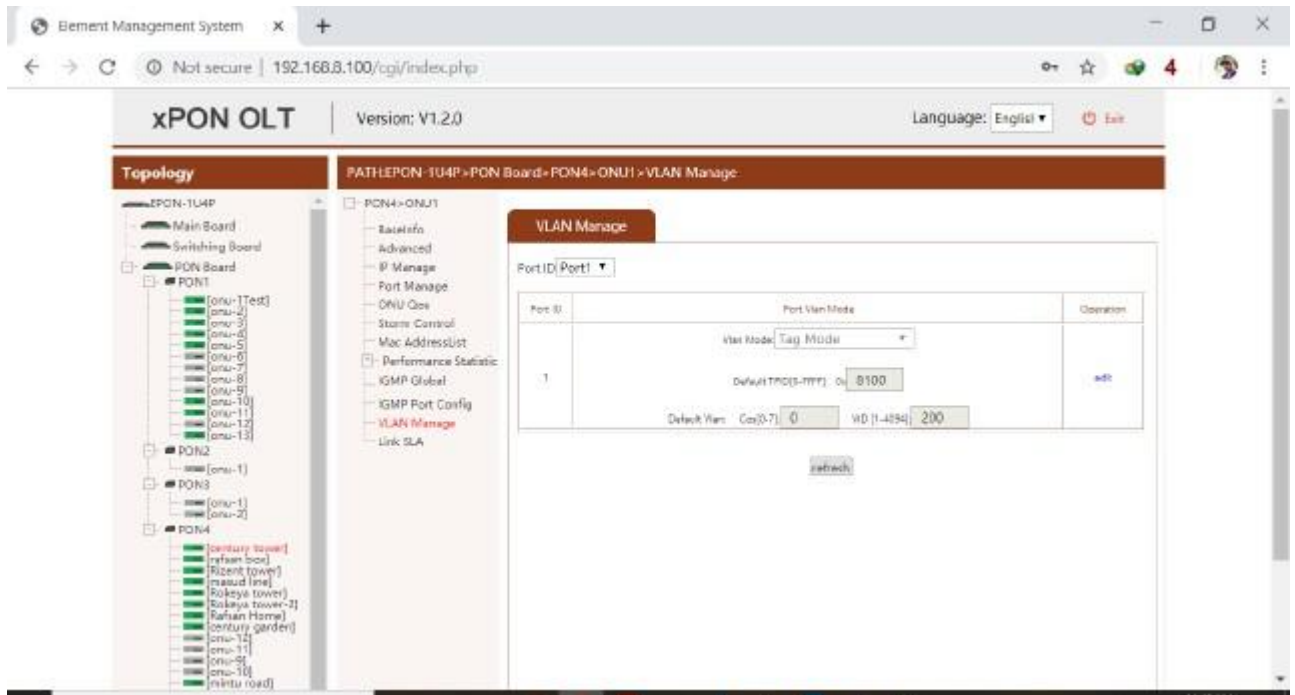 Element Management System
Not secure | 192.168.8.100/cgi/index.php
4
xPON OLT
Version: V1.2.0
Language: English
Exit
Topology
EPON-1U4P
Main Board
Switching Board
PON Board
PON1
[onu-1Test]
[onu-2]
[onu-3]
[onu-4]
[onu-5]
[onu-6]
[onu-7]
[onu-8]
[onu-9]
[onu-10]
[onu-11]
[onu-12]
[onu-13]
PON2
[onu-1]
PON3
[onu-1]
[onu-2]
PON4
[century tower]
[rafsan box]
[Rizent tower]
[masud line]
[Rokeya tower]
[Rokeya tower-2]
[Rafsan Home]
[century garden]
[onu-12]
[onu-11]
[onu-9]
[onu-10]
[mintu road]
PATH:EPON-1U4P>PON Board>PON4>ONU1>VLAN Manage
PON4>ONU1
BaseInfo
Advanced
IP Manage
Port Manage
ONU Qos
Storm Control
Mac AddressList
Performance Statistic
IGMP Global
IGMP Port Config
VLAN Manage
Link SLA
VLAN Manage
Port ID Port1
Port ID Port Vlan Mode Operation
Vlan Mode: Tag Mode
1 Default TPID[0-FFFF]: 0x 8100 edit
Default Vlan: Cos[0-7]: 0 VID [1-4094]: 200
refresh